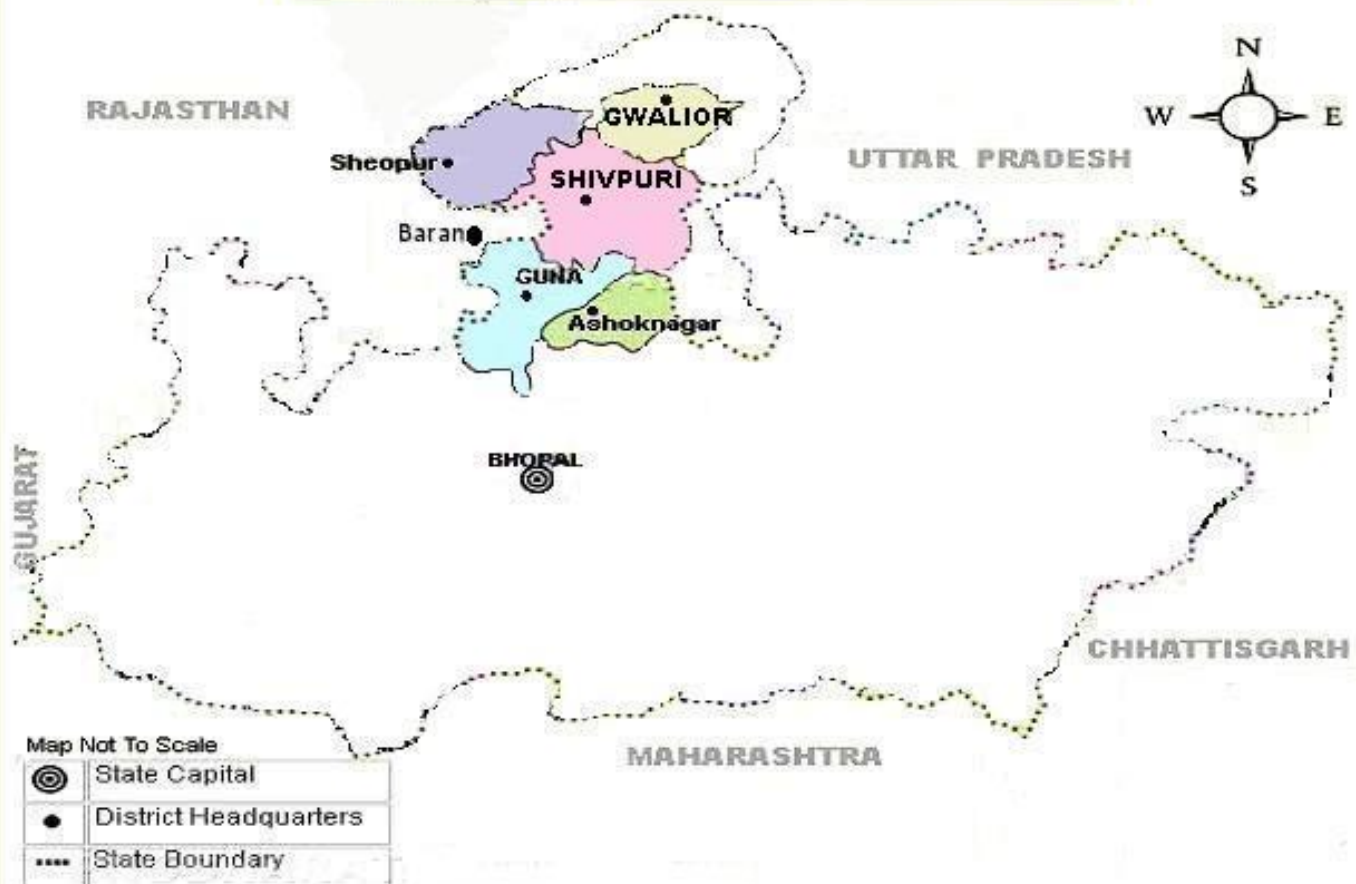 N
W E
S
RAJASTHAN
GWALIOR
UTTAR PRADESH
Sheopur
SHIVPURI
Baran
GUNA
Ashoknagar
BHOPAL
GUJARAT
CHHATTISGARH
MAHARASHTRA
Map Not To Scale
State Capital
District Headquarters
State Boundary